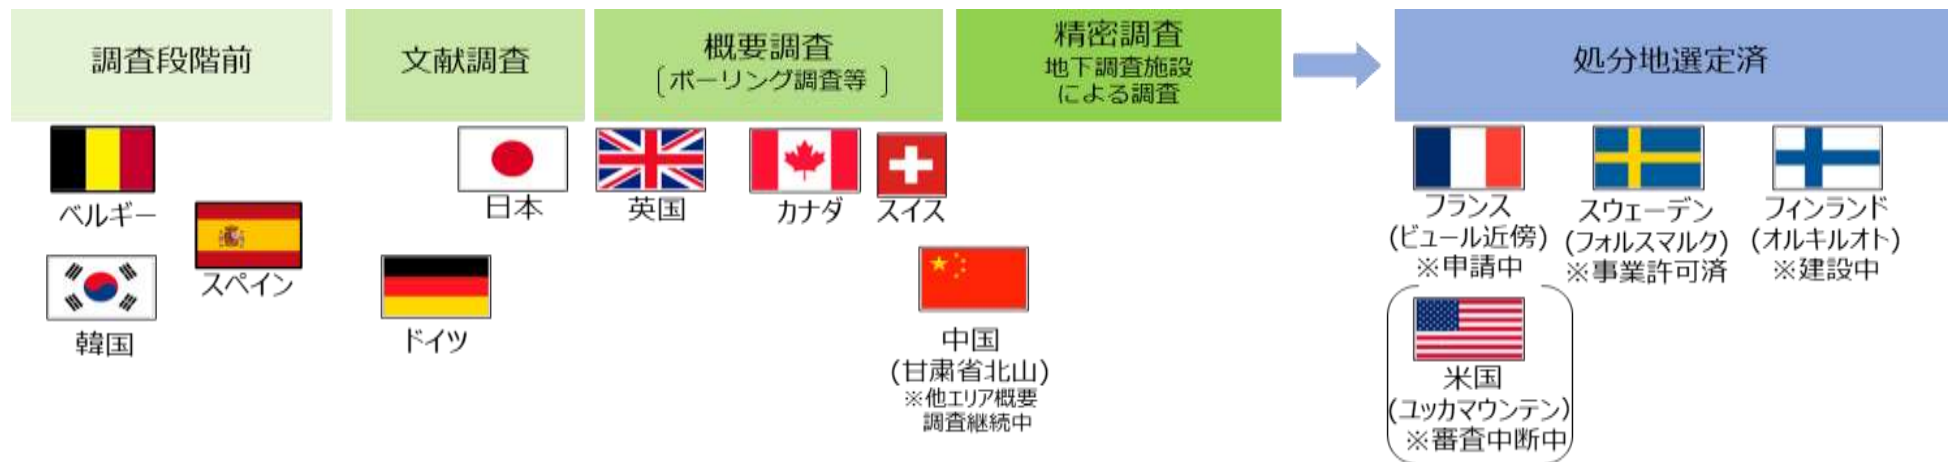 調査段階前
文献調査
概要調査
〔ボーリング調査等〕
精密調査
地下調査施設
による調査
処分地選定済
ベルギー
スペイン
韓国
日本
ドイツ
英国
カナダ
スイス
中国
(甘粛省北山)
※他エリア概要
調査継続中
フランス
(ビュール近傍)
※申請中
スウェーデン
(フォルスマルク)
※事業許可済
フィンランド
(オルキルオト)
※建設中
米国
(ユッカマウンテン)
※審査中断中